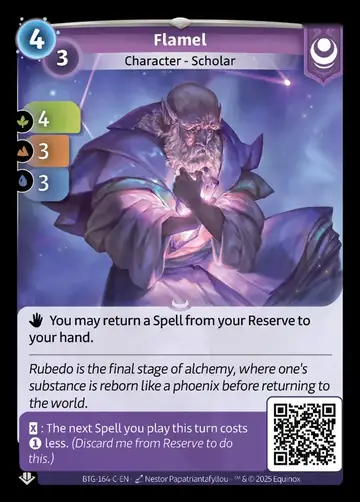 4
Flamel
3
Character - Scholar
4
3
3
You may return a Spell from your Reserve to
your hand.
Rubedo is the final stage of alchemy, where one's
substance is reborn like a phoenix before returning to
the world.
X : The next Spell you play this turn costs
1 less. (Discard me from Reserve to do
this.)
BTG-164 C-EN - Nestor Papatriantafyllou - ™ & © 2025 Equinox